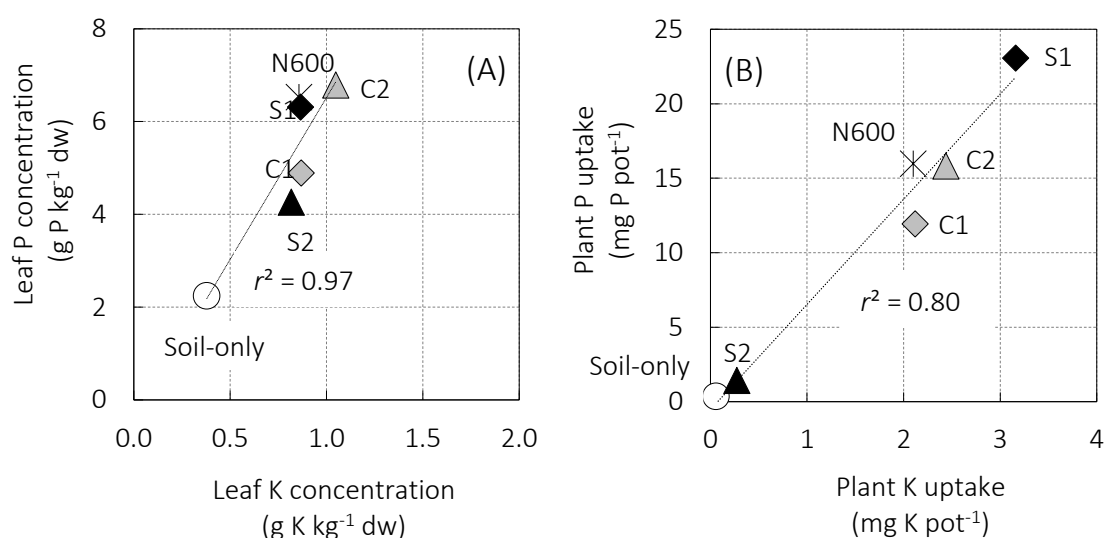 Leaf P concentration
(g P kg⁻¹ dw)
8
6
4
2
0
N600
(A)
C2
S1
C1
S2
r² = 0.97
Soil-only
0.0 0.5 1.0 1.5 2.0
Leaf K concentration
(g K kg⁻¹ dw)
Plant P uptake
(mg P pot⁻¹)
25
20
15
10
5
0
(B)
S1
N600
C2
C1
r² = 0.80
S2
Soil-only
0 1 2 3 4
Plant K uptake
(mg K pot⁻¹)